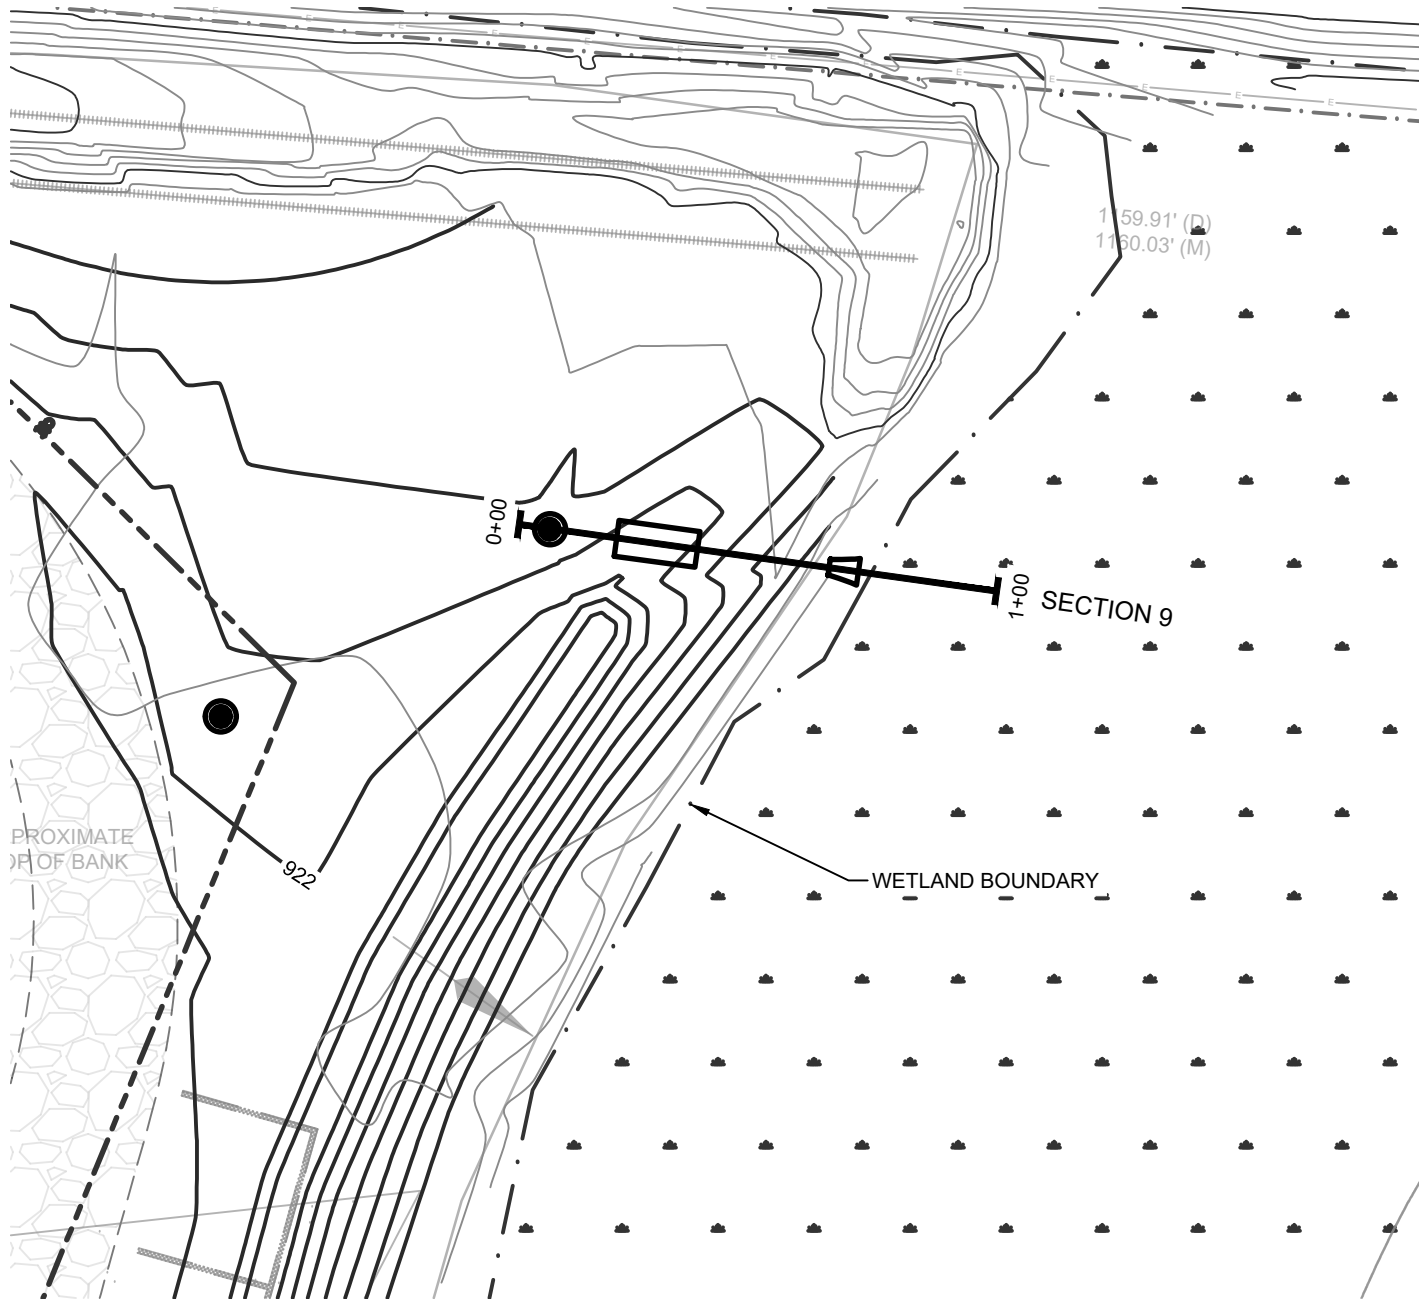 E E E E E E E E
1159.91' (D)
1160.03' (M)
0+00
1+00
SECTION 9
PROXIMATE
OP OF BANK
922
WETLAND BOUNDARY